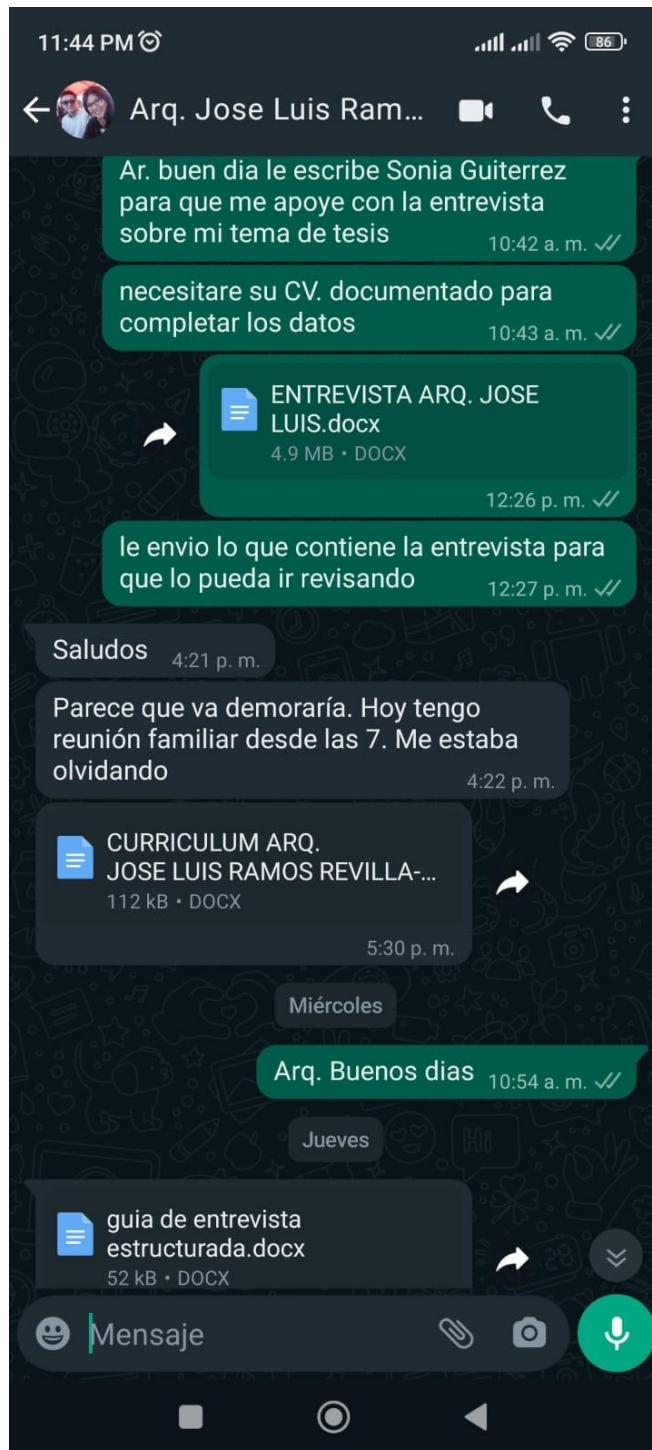 11:44 PM
86
Arq. Jose Luis Ram...
Ar. buen dia le escribe Sonia Guiterrez
para que me apoye con la entrevista
sobre mi tema de tesis
10:42 a. m.
necesitare su CV. documentado para
completar los datos
10:43 a. m.
ENTREVISTA ARQ. JOSE
LUIS.docx
4.9 MB • DOCX
12:26 p. m.
le envio lo que contiene la entrevista para
que lo pueda ir revisando
12:27 p. m.
Saludos
4:21 p. m.
Parece que va demoraría. Hoy tengo
reunión familiar desde las 7. Me estaba
olvidando
4:22 p. m.
CURRICULUM ARQ.
JOSE LUIS RAMOS REVILLA-...
112 kB • DOCX
5:30 p. m.
Miércoles
Arq. Buenos dias
10:54 a. m.
Jueves
guia de entrevista
estructurada.docx
52 kB • DOCX
Mensaje